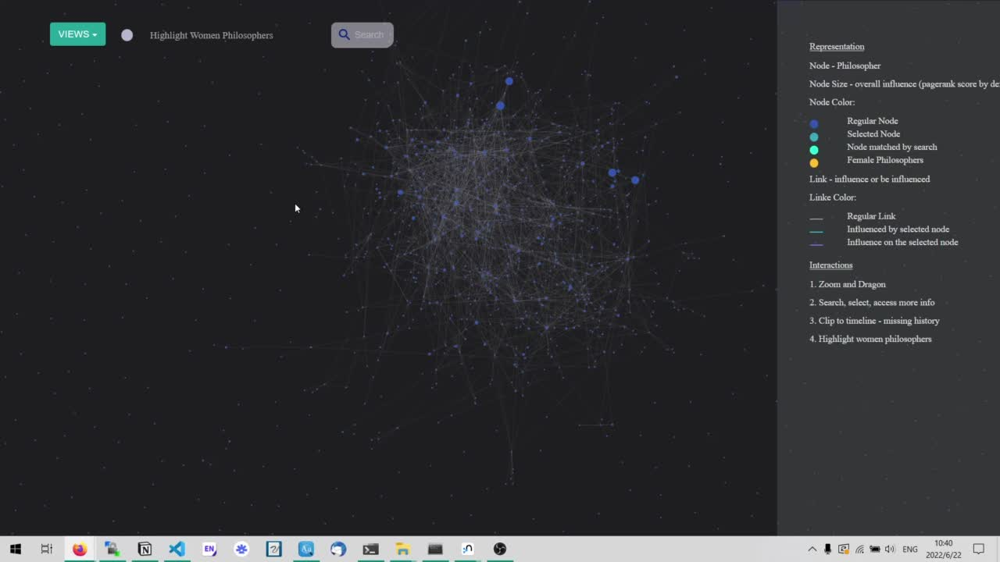 VIEWS
Highlight Women Philosophers
Search
Representation
Node - Philosopher
Node Size - overall influence (pagerank score by de
Node Color:
Regular Node
Selected Node
Node matched by search
Female Philosophers
Link - influence or be influenced
Linke Color:
Regular Link
Influenced by selected node
Influence on the selected node
Interactions
1. Zoom and Dragon
2. Search, select, access more info
3. Clip to timeline - missing history
4. Highlight women philosophers
EN
ENG
10:40
2022/6/22